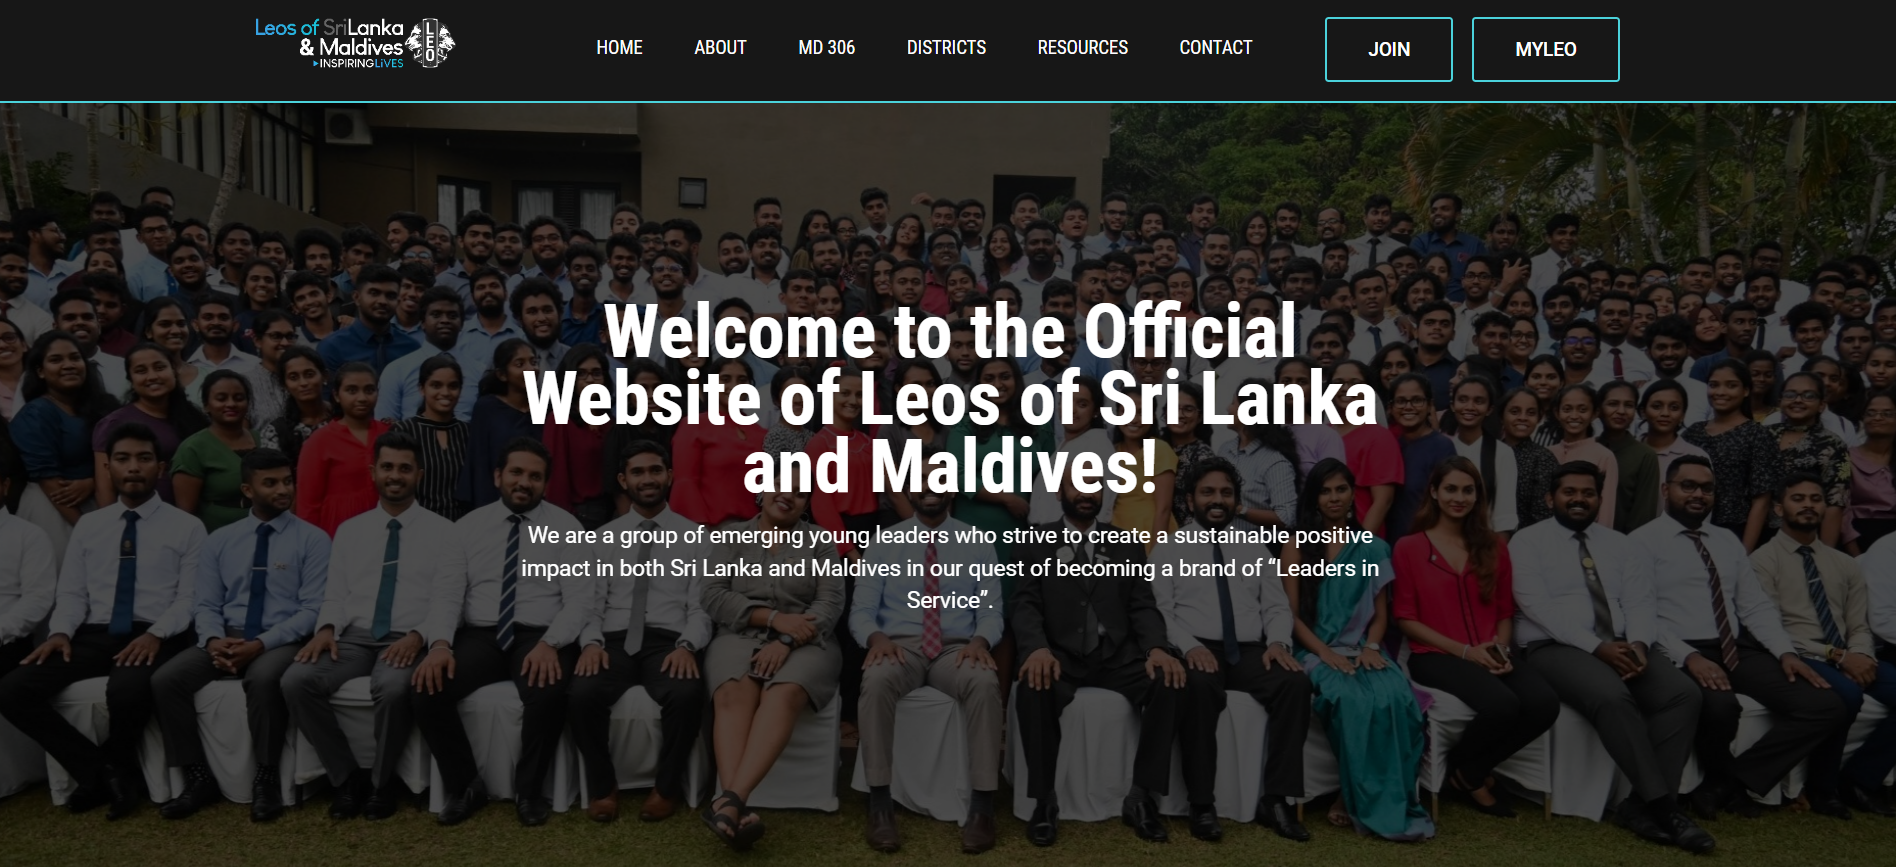 Leos of SriLanka
& Maldives
INSPIRINGLiVES
LEO
HOME
ABOUT
MD 306
DISTRICTS
RESOURCES
CONTACT
JOIN
MYLEO
Welcome to the Official
Website of Leos of Sri Lanka
and Maldives!
We are a group of emerging young leaders who strive to create a sustainable positive
impact in both Sri Lanka and Maldives in our quest of becoming a brand of “Leaders in
Service”.